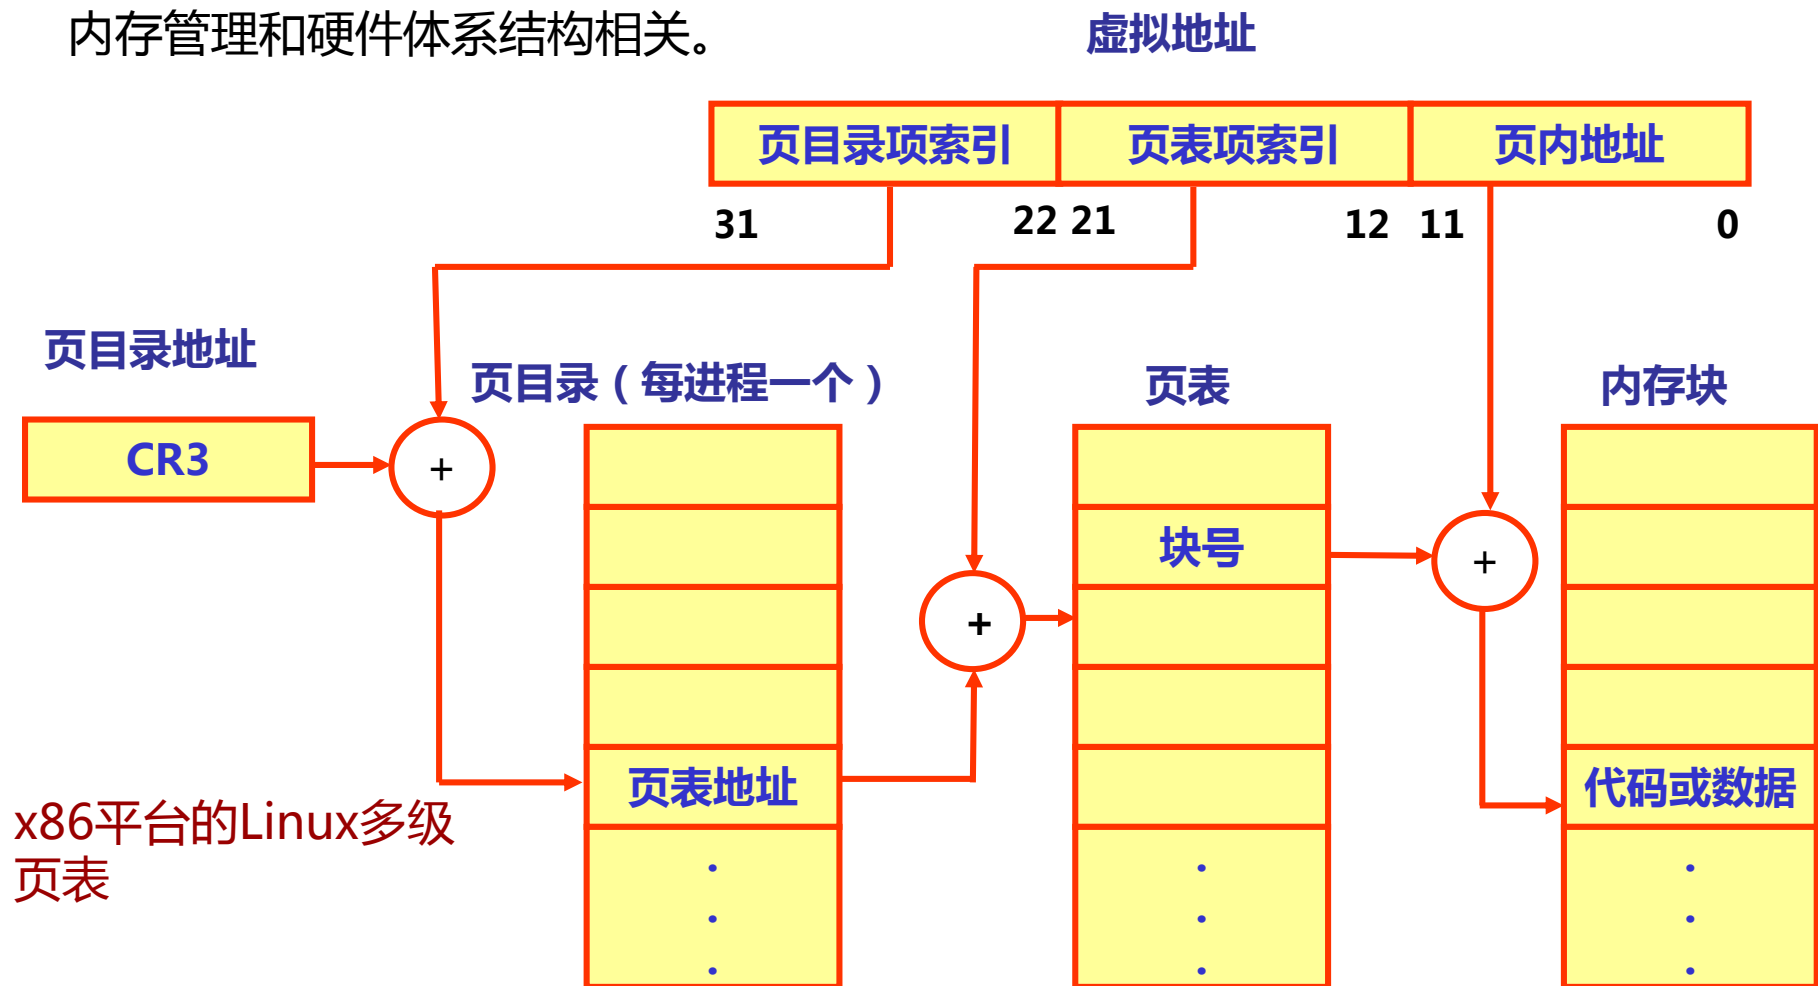 内存管理和硬件体系结构相关。
虚拟地址
页目录项索引 页表项索引 页内地址
31 22 21 12 11 0
页目录地址
页目录（每进程一个）
页表
内存块
CR3
+
块号
+
+
页表地址
代码或数据
x86平台的Linux多级
页表